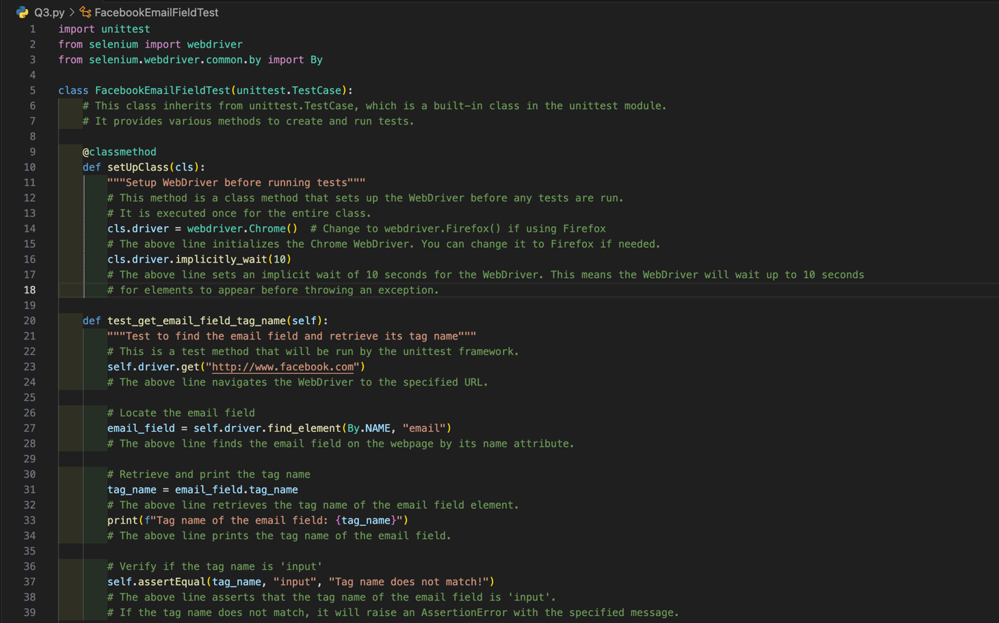 Q3.py > FacebookEmailFieldTest
1 import unittest
2 from selenium import webdriver
3 from selenium.webdriver.common.by import By
4
5 class FacebookEmailFieldTest(unittest.TestCase):
6     # This class inherits from unittest.TestCase, which is a built-in class in the unittest module.
7     # It provides various methods to create and run tests.
8
9     @classmethod
10     def setUpClass(cls):
11         """Setup WebDriver before running tests"""
12         # This method is a class method that sets up the WebDriver before any tests are run.
13         # It is executed once for the entire class.
14         cls.driver = webdriver.Chrome()  # Change to webdriver.Firefox() if using Firefox
15         # The above line initializes the Chrome WebDriver. You can change it to Firefox if needed.
16         cls.driver.implicitly_wait(10)
17         # The above line sets an implicit wait of 10 seconds for the WebDriver. This means the WebDriver will wait up to 10 seconds
18         # for elements to appear before throwing an exception.
19
20     def test_get_email_field_tag_name(self):
21         """Test to find the email field and retrieve its tag name"""
22         # This is a test method that will be run by the unittest framework.
23         self.driver.get("http://www.facebook.com")
24         # The above line navigates the WebDriver to the specified URL.
25
26         # Locate the email field
27         email_field = self.driver.find_element(By.NAME, "email")
28         # The above line finds the email field on the webpage by its name attribute.
29
30         # Retrieve and print the tag name
31         tag_name = email_field.tag_name
32         # The above line retrieves the tag name of the email field element.
33         print(f"Tag name of the email field: {tag_name}")
34         # The above line prints the tag name of the email field.
35
36         # Verify if the tag name is 'input'
37         self.assertEqual(tag_name, "input", "Tag name does not match!")
38         # The above line asserts that the tag name of the email field is 'input'.
39         # If the tag name does not match, it will raise an AssertionError with the specified message.